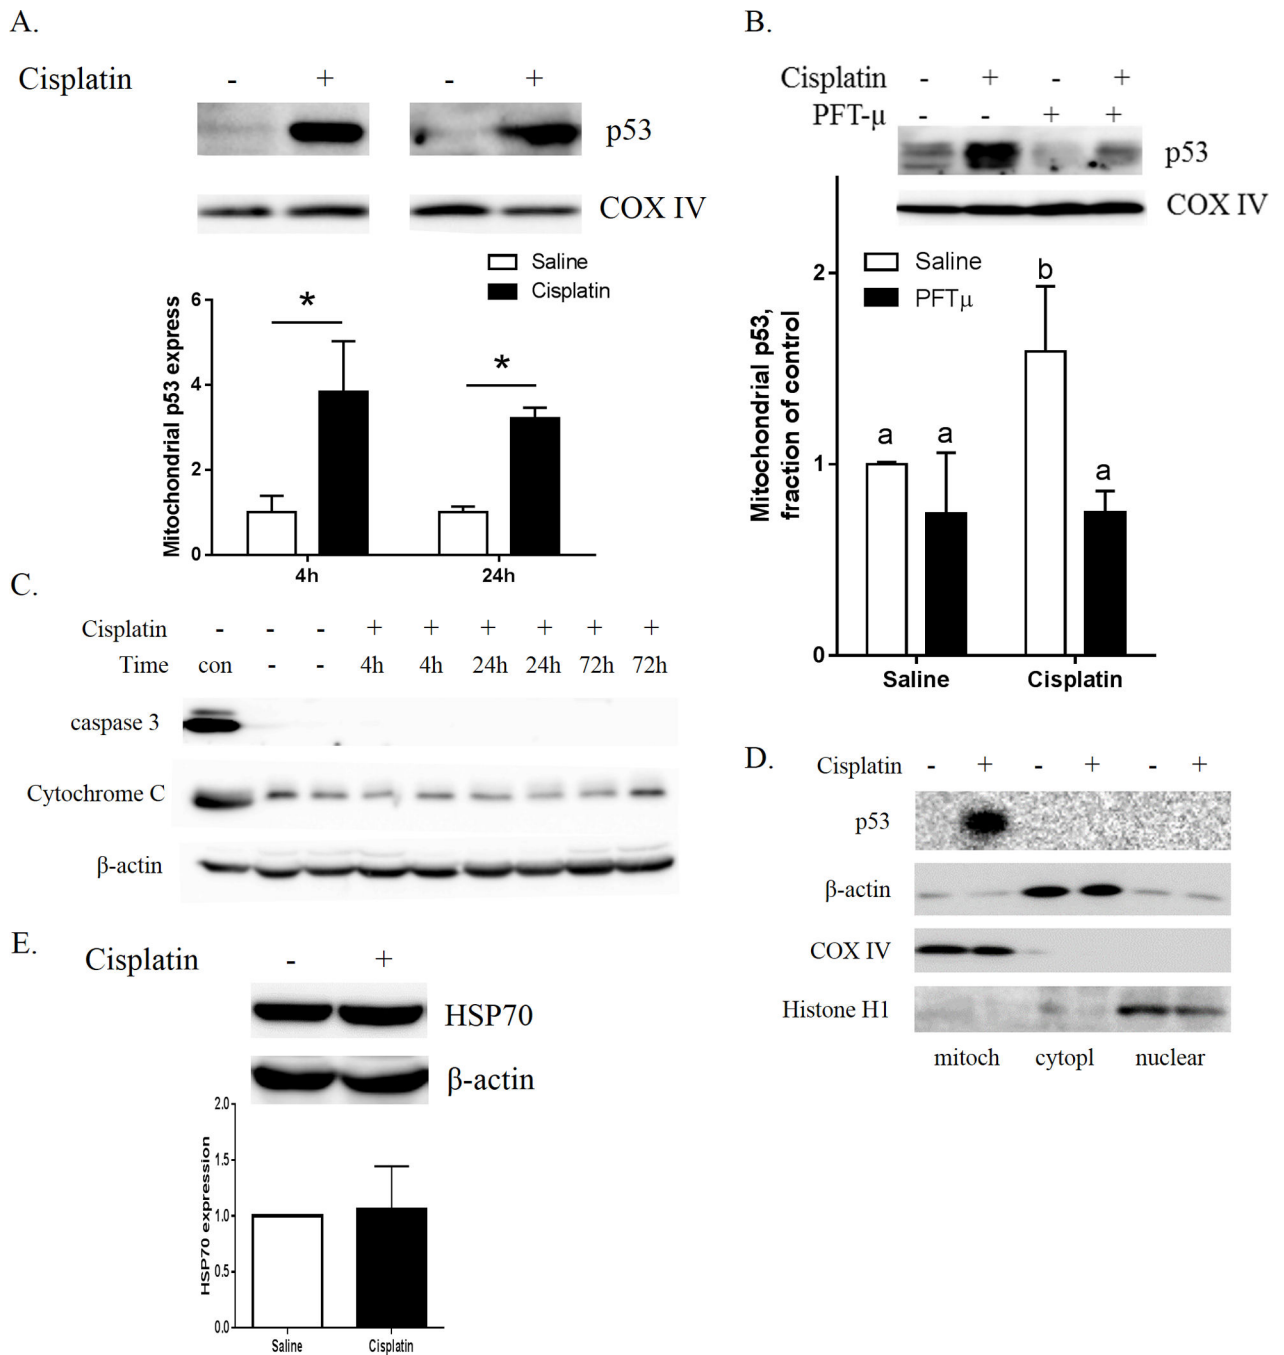 A.
Cisplatin - + - +
p53
COX IV
Saline
Cisplatin
Mitochondrial p53 express
6
4
2
0
* *
4h 24h
B.
Cisplatin - + - +
PFT-μ - - + +
p53
COX IV
Saline
PFTμ
Mitochondrial p53,
fraction of control
2
1
0
a a b a
Saline Cisplatin
C.
Cisplatin - - - + + + + + +
Time con - - 4h 4h 24h 24h 72h 72h
caspase 3
Cytochrome C
β-actin
D.
Cisplatin - + - + - +
p53
β-actin
COX IV
Histone H1
mitoch cytopl nuclear
E.
Cisplatin - +
HSP70
β-actin
HSP70 expression
2.0
1.5
1.0
0.5
0.0
Saline Cisplatin